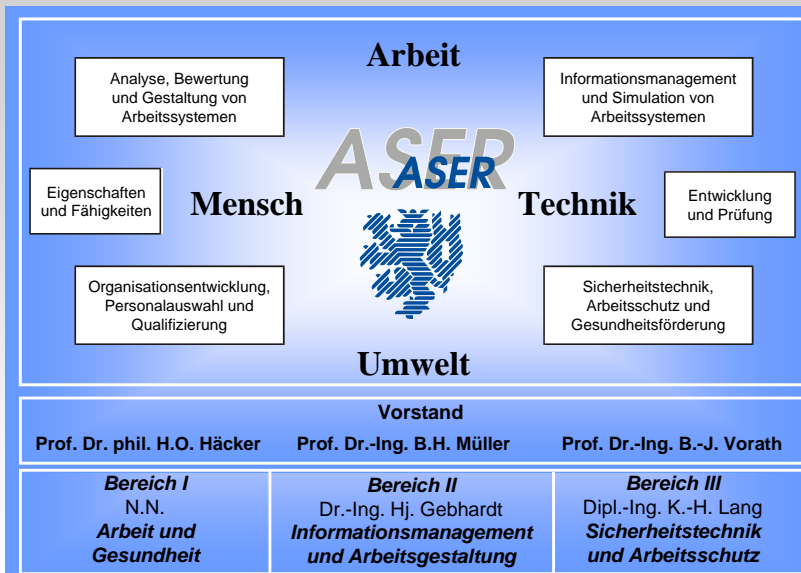 Arbeit
Analyse, Bewertung
und Gestaltung von
Arbeitssystemen
Informationsmanagement
und Simulation von
Arbeitssystemen
ASER
ASER
Eigenschaften
und Fähigkeiten
Mensch
Technik
Entwicklung
und Prüfung
Organisationsentwicklung,
Personalauswahl und
Qualifizierung
Sicherheitstechnik,
Arbeitsschutz und
Gesundheitsförderung
Umwelt
Vorstand
Prof. Dr. phil. H.O. Häcker
Prof. Dr.-Ing. B.H. Müller
Prof. Dr.-Ing. B.-J. Vorath
Bereich I
N.N.
Arbeit und
Gesundheit
Bereich II
Dr.-Ing. Hj. Gebhardt
Informationsmanagement
und Arbeitsgestaltung
Bereich III
Dipl.-Ing. K.-H. Lang
Sicherheitstechnik
und Arbeitsschutz